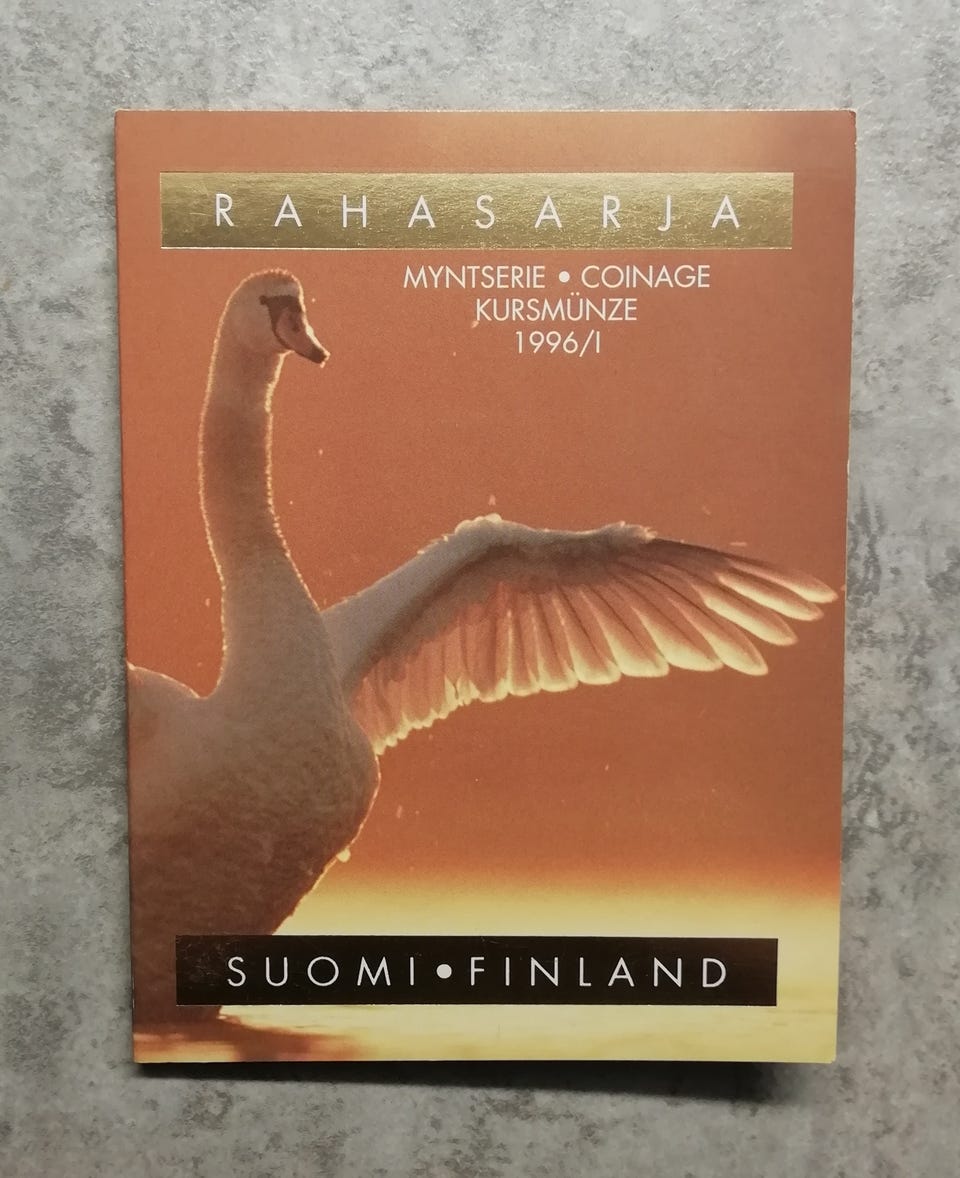 RAHASARJA
MYNTSERIE • COINAGE
KURSMÜNZE
1996/I
SUOMI•FINLAND